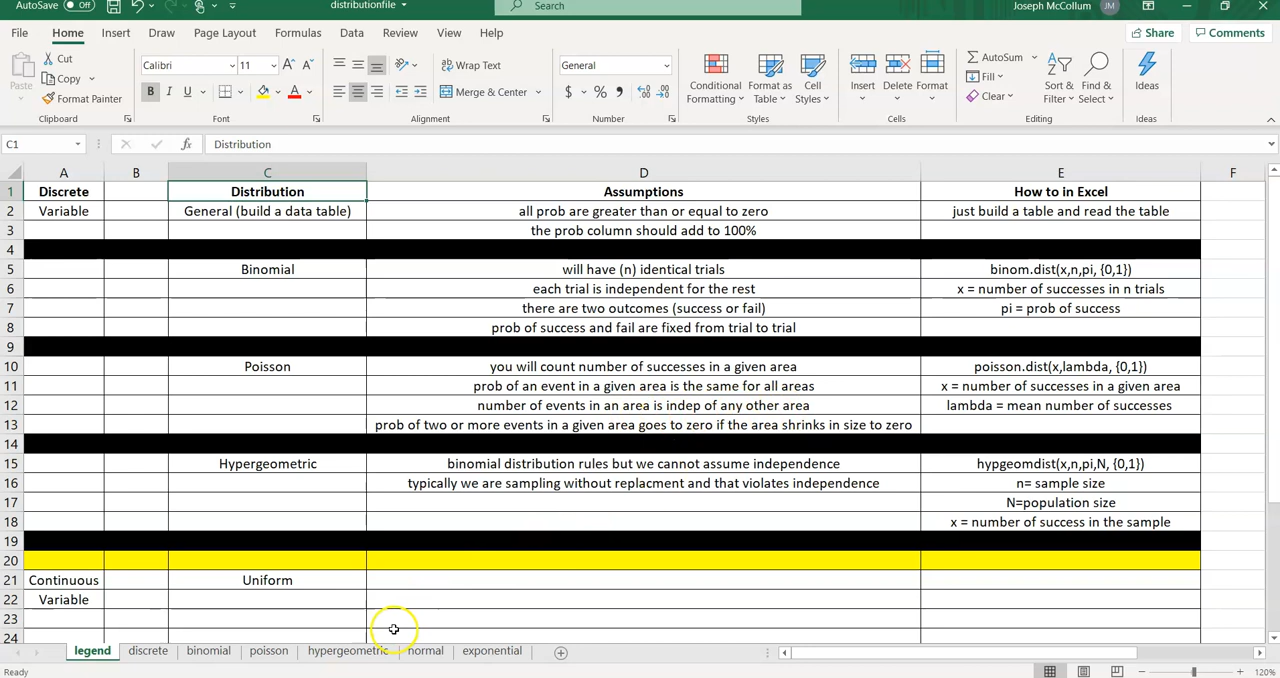 AutoSave Off distributionfile Search Joseph McCollum JM
File Home Insert Draw Page Layout Formulas Data Review View Help Share Comments
Paste Cut Copy Format Painter Clipboard
Calibri 11 A A B I U A Font
Wrap Text Merge & Center Alignment
General $ % Number
Conditional Formatting Format as Table Cell Styles Styles
Insert Delete Format Cells
AutoSum Fill Clear Sort & Filter Find & Select Editing
Ideas Ideas
C1 fx Distribution
A B C D E F
1 Discrete Distribution Assumptions How to in Excel
2 Variable General (build a data table) all prob are greater than or equal to zero just build a table and read the table
3 the prob column should add to 100%
4
5 Binomial will have (n) identical trials binom.dist(x,n,pi, {0,1})
6 each trial is independent for the rest x = number of successes in n trials
7 there are two outcomes (success or fail) pi = prob of success
8 prob of success and fail are fixed from trial to trial
9
10 Poisson you will count number of successes in a given area poisson.dist(x,lambda, {0,1})
11 prob of an event in a given area is the same for all areas x = number of successes in a given area
12 number of events in an area is indep of any other area lambda = mean number of successes
13 prob of two or more events in a given area goes to zero if the area shrinks in size to zero
14
15 Hypergeometric binomial distribution rules but we cannot assume independence hypgeomdist(x,n,pi,N, {0,1})
16 typically we are sampling without replacment and that violates independence n= sample size
17 N=population size
18 x = number of success in the sample
19
20
21 Continuous Uniform
22 Variable
23
24
legend discrete binomial poisson hypergeometric normal exponential
Ready 120%